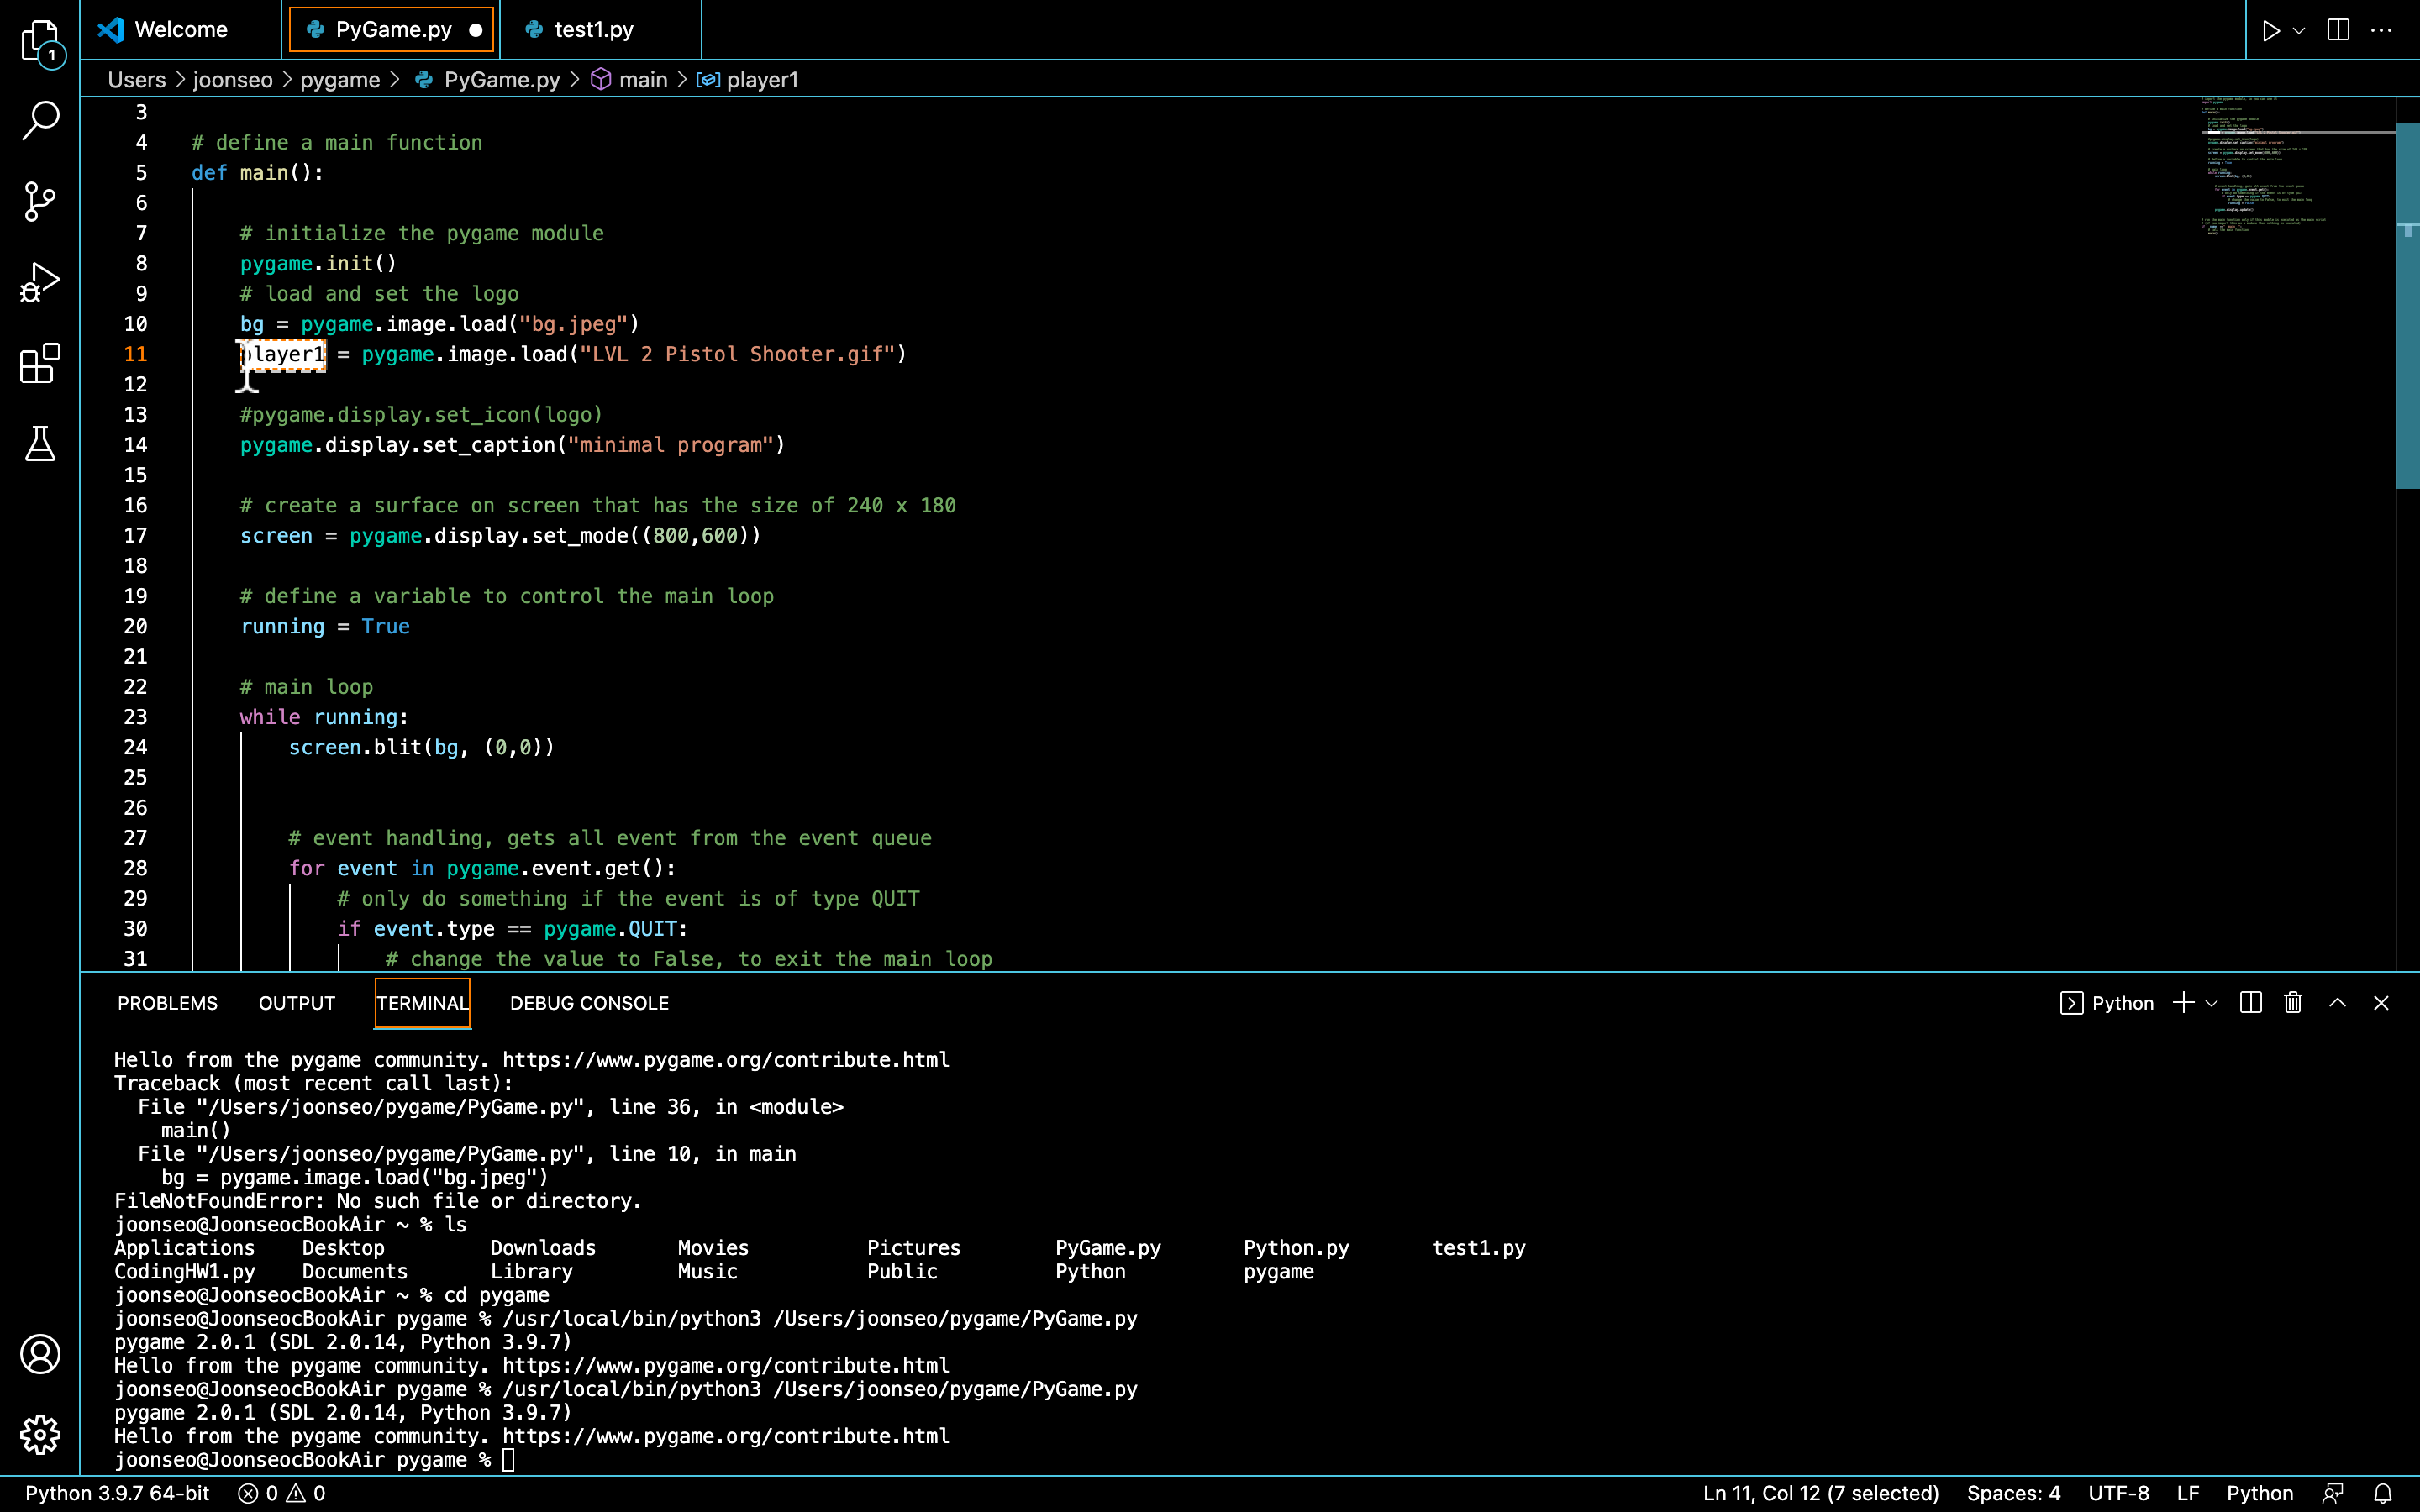 Welcome
PyGame.py
test1.py
1
Users > joonseo > pygame > PyGame.py > main > player1
3
4 # define a main function
5 def main():
6
7 # initialize the pygame module
8 pygame.init()
9 # load and set the logo
10 bg = pygame.image.load("bg.jpeg")
11 player1 = pygame.image.load("LVL 2 Pistol Shooter.gif")
12
13 #pygame.display.set_icon(logo)
14 pygame.display.set_caption("minimal program")
15
16 # create a surface on screen that has the size of 240 x 180
17 screen = pygame.display.set_mode((800,600))
18
19 # define a variable to control the main loop
20 running = True
21
22 # main loop
23 while running:
24 screen.blit(bg, (0,0))
25
26
27 # event handling, gets all event from the event queue
28 for event in pygame.event.get():
29 # only do something if the event is of type QUIT
30 if event.type == pygame.QUIT:
31 # change the value to False, to exit the main loop
PROBLEMS OUTPUT TERMINAL DEBUG CONSOLE
Python
Hello from the pygame community. https://www.pygame.org/contribute.html
Traceback (most recent call last):
File "/Users/joonseo/pygame/PyGame.py", line 36, in <module>
main()
File "/Users/joonseo/pygame/PyGame.py", line 10, in main
bg = pygame.image.load("bg.jpeg")
FileNotFoundError: No such file or directory.
joonseo@JoonseocBookAir ~ % ls
Applications Desktop Downloads Movies Pictures PyGame.py Python.py test1.py
CodingHW1.py Documents Library Music Public Python pygame
joonseo@JoonseocBookAir ~ % cd pygame
joonseo@JoonseocBookAir pygame % /usr/local/bin/python3 /Users/joonseo/pygame/PyGame.py
pygame 2.0.1 (SDL 2.0.14, Python 3.9.7)
Hello from the pygame community. https://www.pygame.org/contribute.html
joonseo@JoonseocBookAir pygame % /usr/local/bin/python3 /Users/joonseo/pygame/PyGame.py
pygame 2.0.1 (SDL 2.0.14, Python 3.9.7)
Hello from the pygame community. https://www.pygame.org/contribute.html
joonseo@JoonseocBookAir pygame %
Python 3.9.7 64-bit 0 0 Ln 11, Col 12 (7 selected) Spaces: 4 UTF-8 LF Python